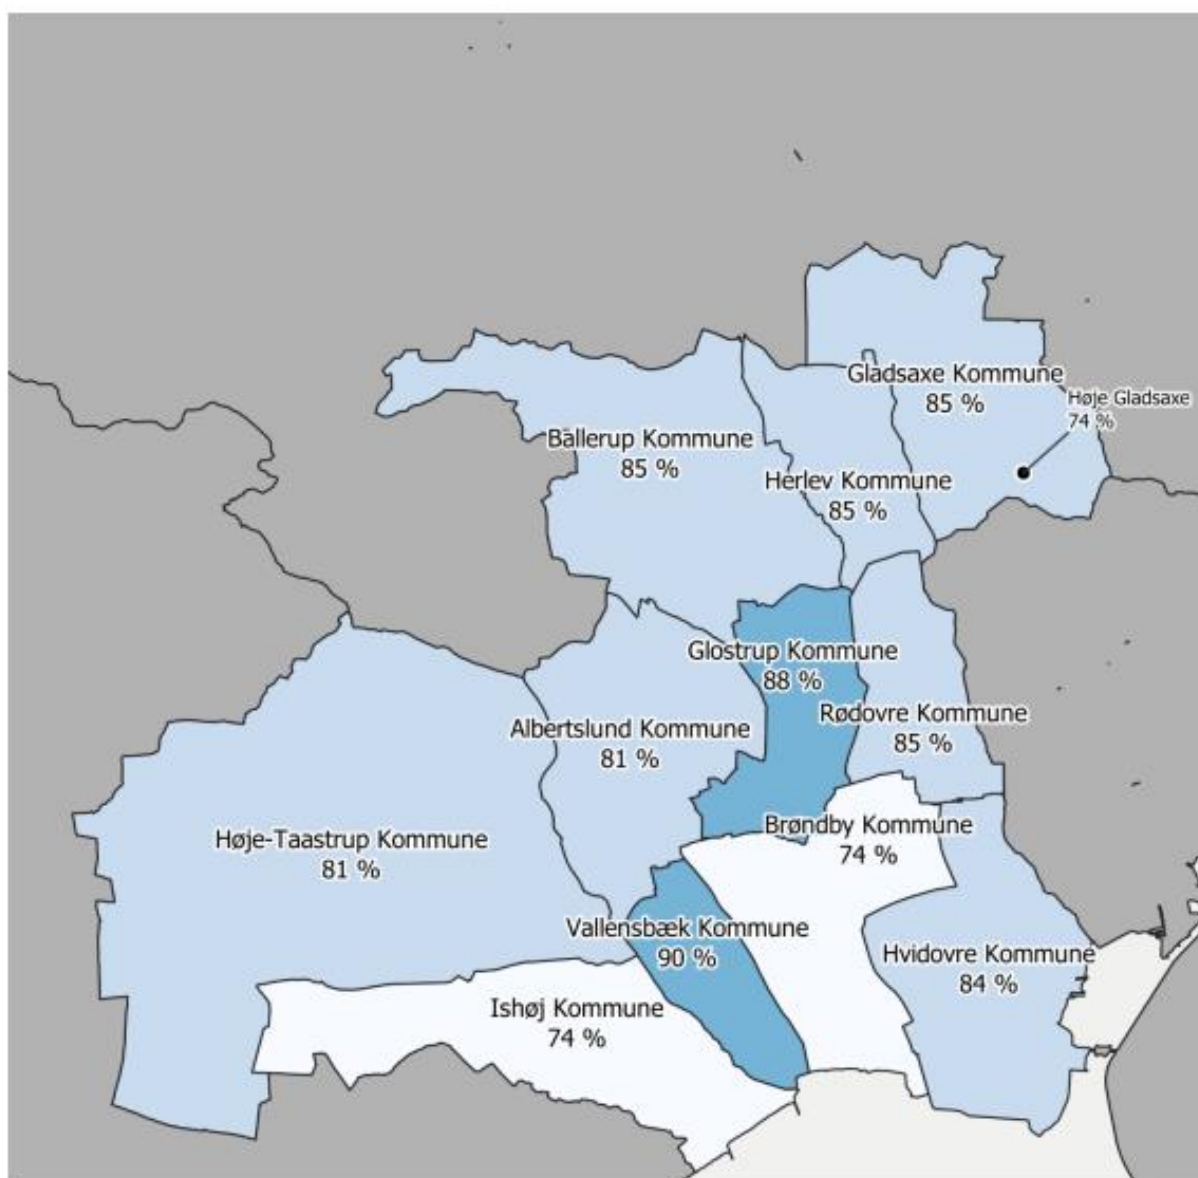 Gladsaxe Kommune
85 %
Høje Gladsaxe
74 %
Ballerup Kommune
85 %
Herlev Kommune
85 %
Glostrup Kommune
88 %
Rødovre Kommune
85 %
Albertslund Kommune
81 %
Høje-Taastrup Kommune
81 %
Brøndby Kommune
74 %
Vallensbæk Kommune
90 %
Hvidovre Kommune
84 %
Ishøj Kommune
74 %